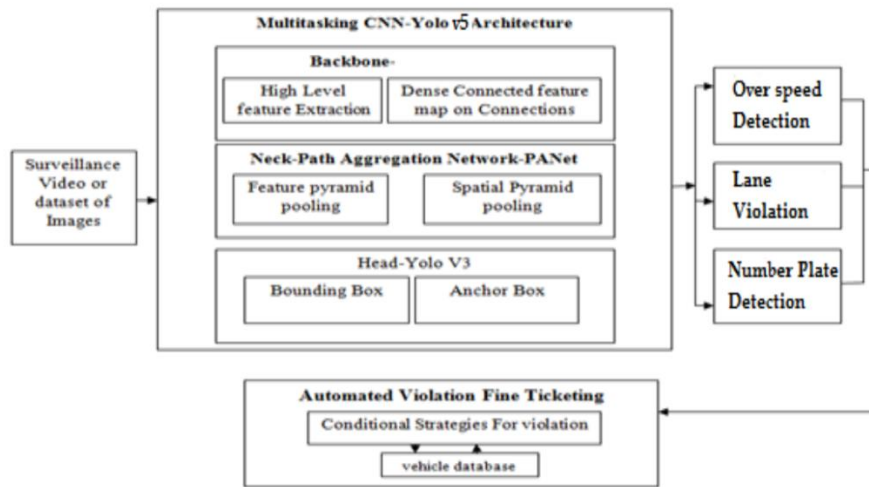 Multitasking CNN-Yolo v5 Architecture
Backbone-
High Level
feature Extraction
Dense Connected feature
map on Connections
Neck-Path Aggregation Network-PANet
Feature pyramid
pooling
Spatial Pyramid
pooling
Head-Yolo V3
Bounding Box
Anchor Box
Surveillance
Video or
dataset of
Images
Over speed
Detection
Lane
Violation
Number Plate
Detection
Automated Violation Fine Ticketing
Conditional Strategies For violation
vehicle database